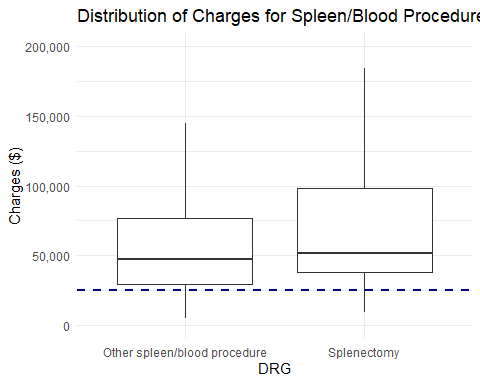 Distribution of Charges for Spleen/Blood Procedure
200,000
150,000
100,000
50,000
0
Charges ($)
Other spleen/blood procedure
Splenectomy
DRG